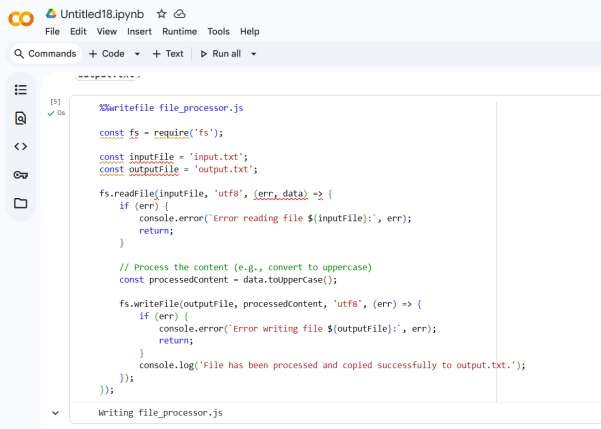 Untitled18.ipynb
File Edit View Insert Runtime Tools Help
Commands + Code + Text Run all
output.txt.
[5]
0s
%%writefile file_processor.js
const fs = require('fs');
const inputFile = 'input.txt';
const outputFile = 'output.txt';
fs.readFile(inputFile, 'utf8', (err, data) => {
if (err) {
console.error(`Error reading file ${inputFile}:`, err);
return;
}
// Process the content (e.g., convert to uppercase)
const processedContent = data.toUpperCase();
fs.writeFile(outputFile, processedContent, 'utf8', (err) => {
if (err) {
console.error(`Error writing file ${outputFile}:`, err);
return;
}
console.log('File has been processed and copied successfully to output.txt.');
});
});
Writing file_processor.js